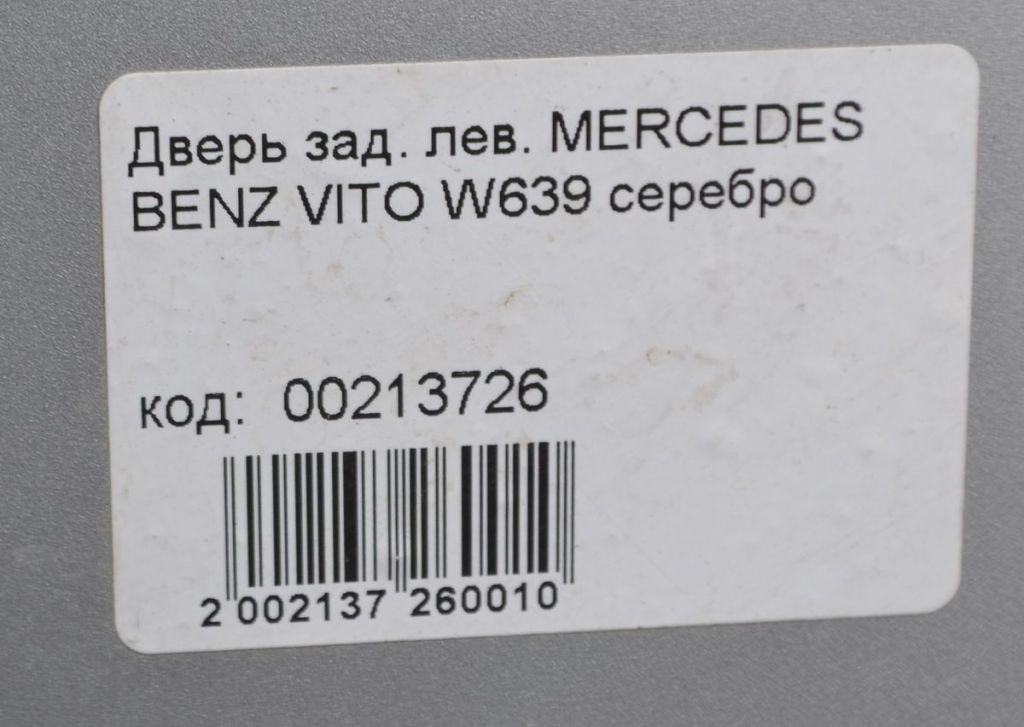 Дверь зад. лев. MERCEDES
BENZ VITO W639 серебро
код: 00213726
2 002137 260010